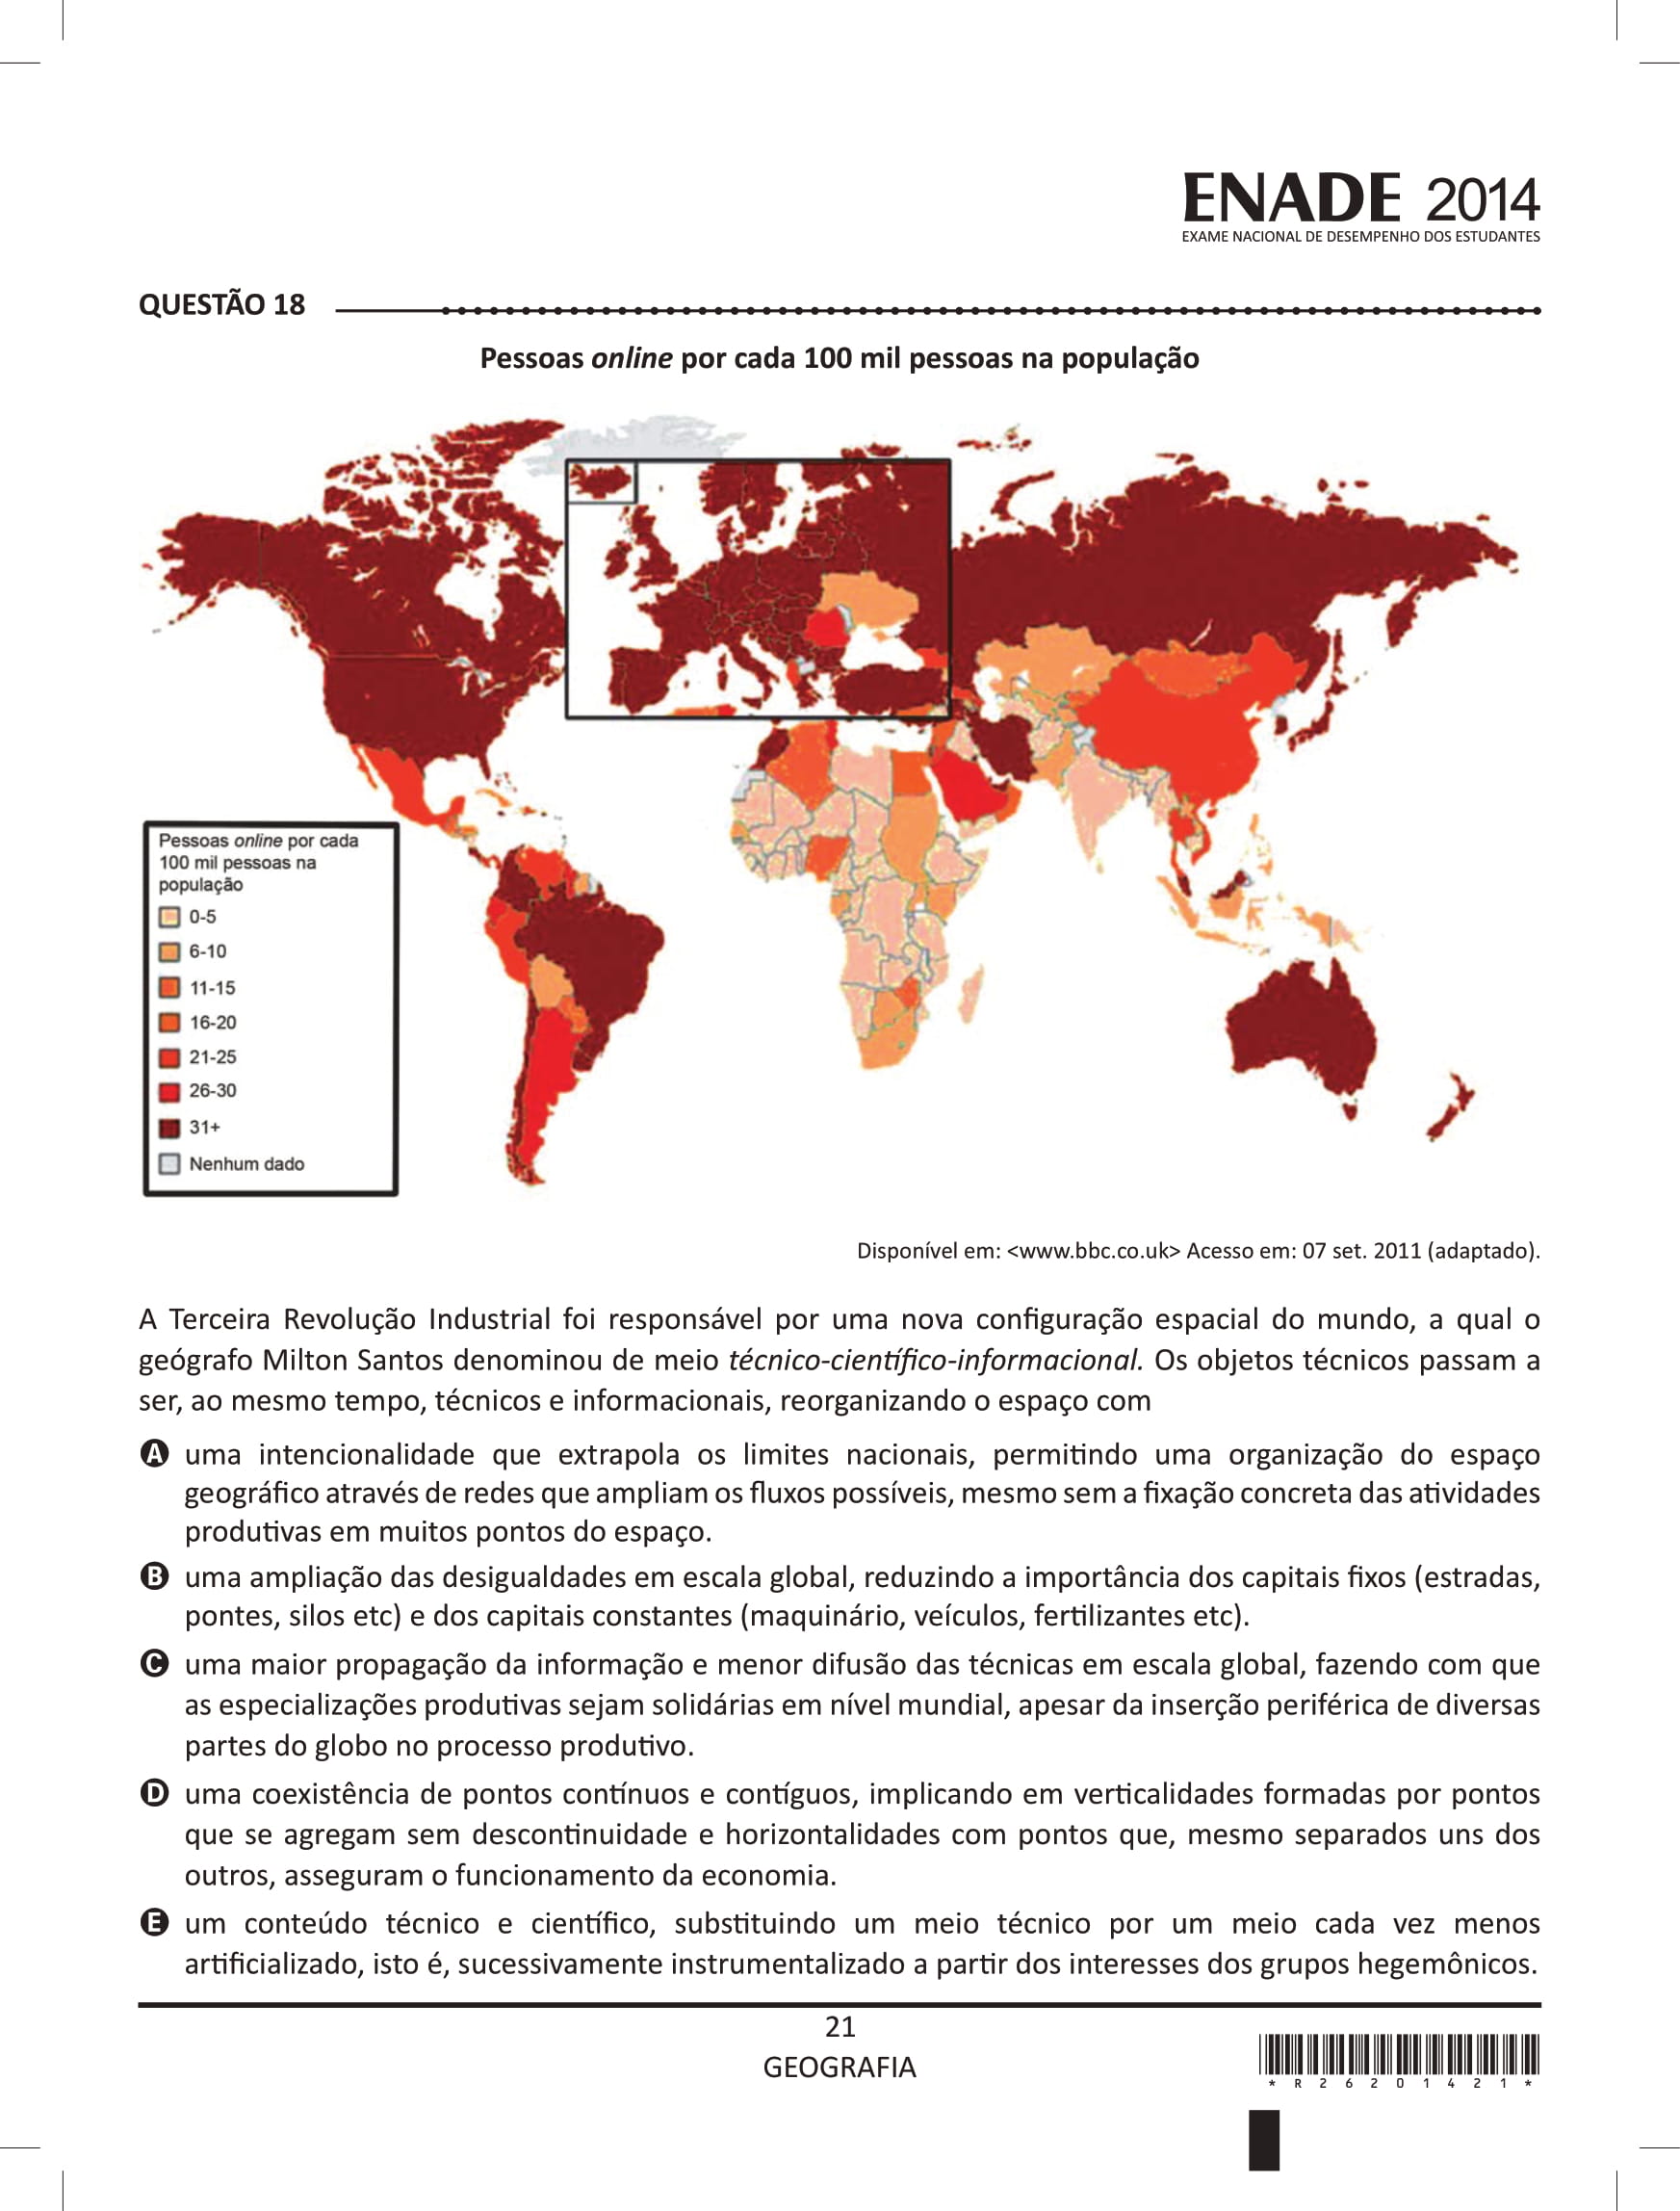 ENADE 2014
EXAME NACIONAL DE DESEMPENHO DOS ESTUDANTES
QUESTÃO 18
Pessoas online por cada 100 mil pessoas na população
Pessoas online por cada
100 mil pessoas na
população
0-5
6-10
11-15
16-20
21-25
26-30
31+
Nenhum dado
Disponível em: <www.bbc.co.uk> Acesso em: 07 set. 2011 (adaptado).
A Terceira Revolução Industrial foi responsável por uma nova configuração espacial do mundo, a qual o
geógrafo Milton Santos denominou de meio técnico-científico-informacional. Os objetos técnicos passam a
ser, ao mesmo tempo, técnicos e informacionais, reorganizando o espaço com
A uma intencionalidade que extrapola os limites nacionais, permitindo uma organização do espaço
geográfico através de redes que ampliam os fluxos possíveis, mesmo sem a fixação concreta das atividades
produtivas em muitos pontos do espaço.
B uma ampliação das desigualdades em escala global, reduzindo a importância dos capitais fixos (estradas,
pontes, silos etc) e dos capitais constantes (maquinário, veículos, fertilizantes etc).
C uma maior propagação da informação e menor difusão das técnicas em escala global, fazendo com que
as especializações produtivas sejam solidárias em nível mundial, apesar da inserção periférica de diversas
partes do globo no processo produtivo.
D uma coexistência de pontos contínuos e contíguos, implicando em verticalidades formadas por pontos
que se agregam sem descontinuidade e horizontalidades com pontos que, mesmo separados uns dos
outros, asseguram o funcionamento da economia.
E um conteúdo técnico e científico, substituindo um meio técnico por um meio cada vez menos
artificializado, isto é, sucessivamente instrumentalizado a partir dos interesses dos grupos hegemônicos.
21
GEOGRAFIA
* R 2 6 2 0 1 4 2 1 *